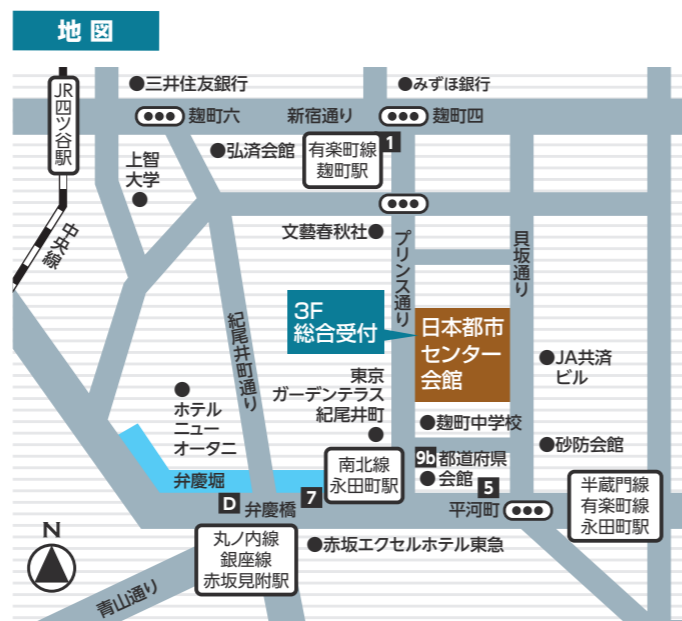 地図
三井住友銀行
みずほ銀行
JR四ツ谷駅
麹町六
新宿通り
麹町四
弘済会館
有楽町線
麹町駅
1
上智
大学
中央線
文藝春秋社
プリンス通り
貝坂通り
3F
総合受付
日本都市
センター
会館
紀尾井町通り
JA共済
ビル
東京
ガーデンテラス
紀尾井町
ホテル
ニュー
オータニ
麹町中学校
砂防会館
南北線
永田町駅
9b
都道府県
会館
5
半蔵門線
有楽町線
永田町駅
弁慶堀
D
弁慶橋
7
平河町
N
丸ノ内線
銀座線
赤坂見附駅
赤坂エクセルホテル東急
青山通り